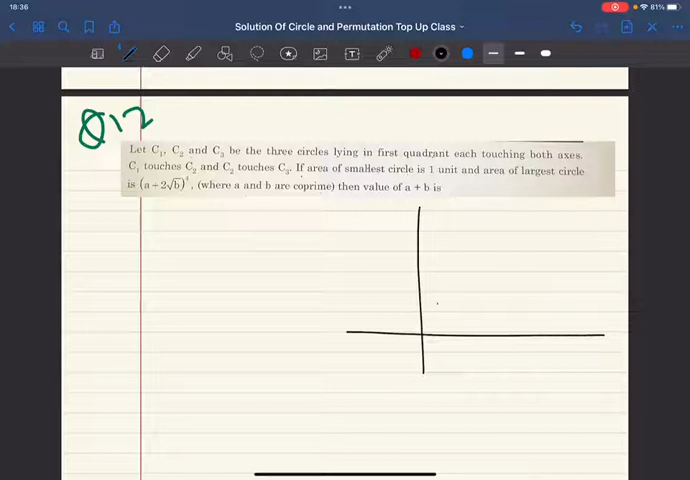 18:36
81%
Solution Of Circle and Permutation Top Up Class
Q12
Let C₁, C₂ and C₃ be the three circles lying in first quadrant each touching both axes.
C₁ touches C₂ and C₂ touches C₃. If area of smallest circle is 1 unit and area of largest circle
is (a + 2√b)⁴, (where a and b are coprime) then value of a + b is